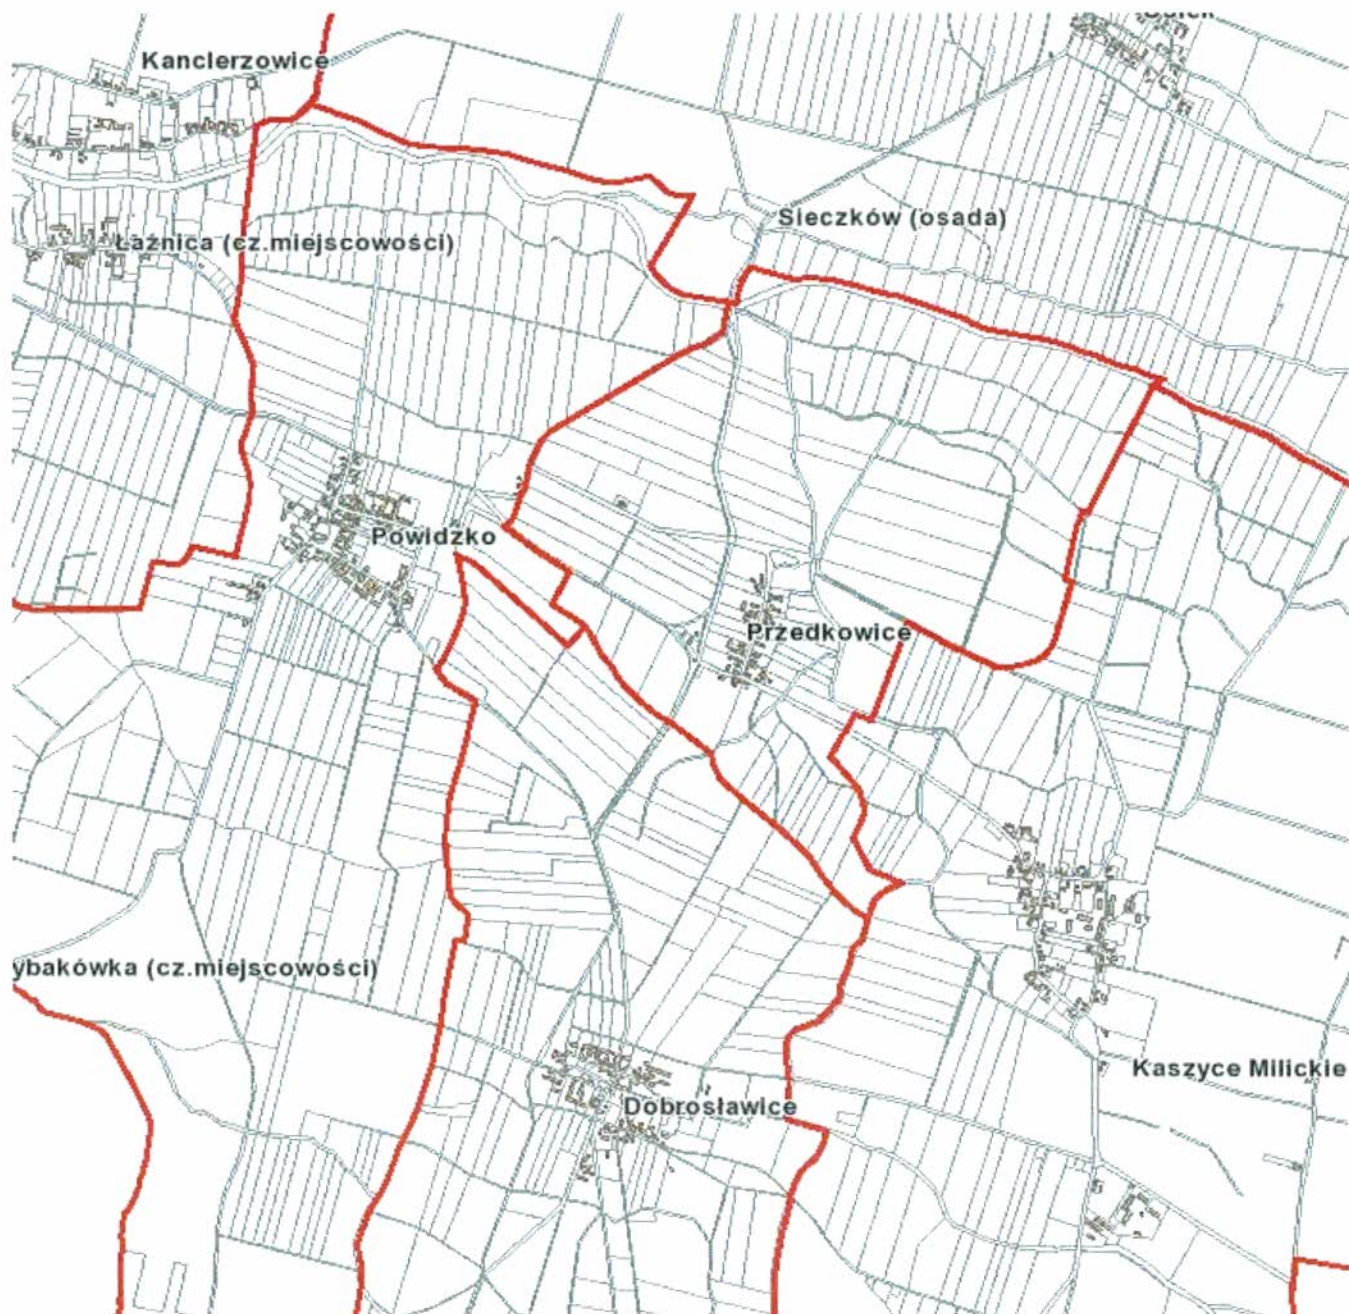 Kanclerzowice
Sieczków (osada)
Łaźnica (cz.miejscowości)
Powidzko
Przedkowice
ybakówka (cz.miejscowości)
Kaszyce Milickie
Dobrosławice